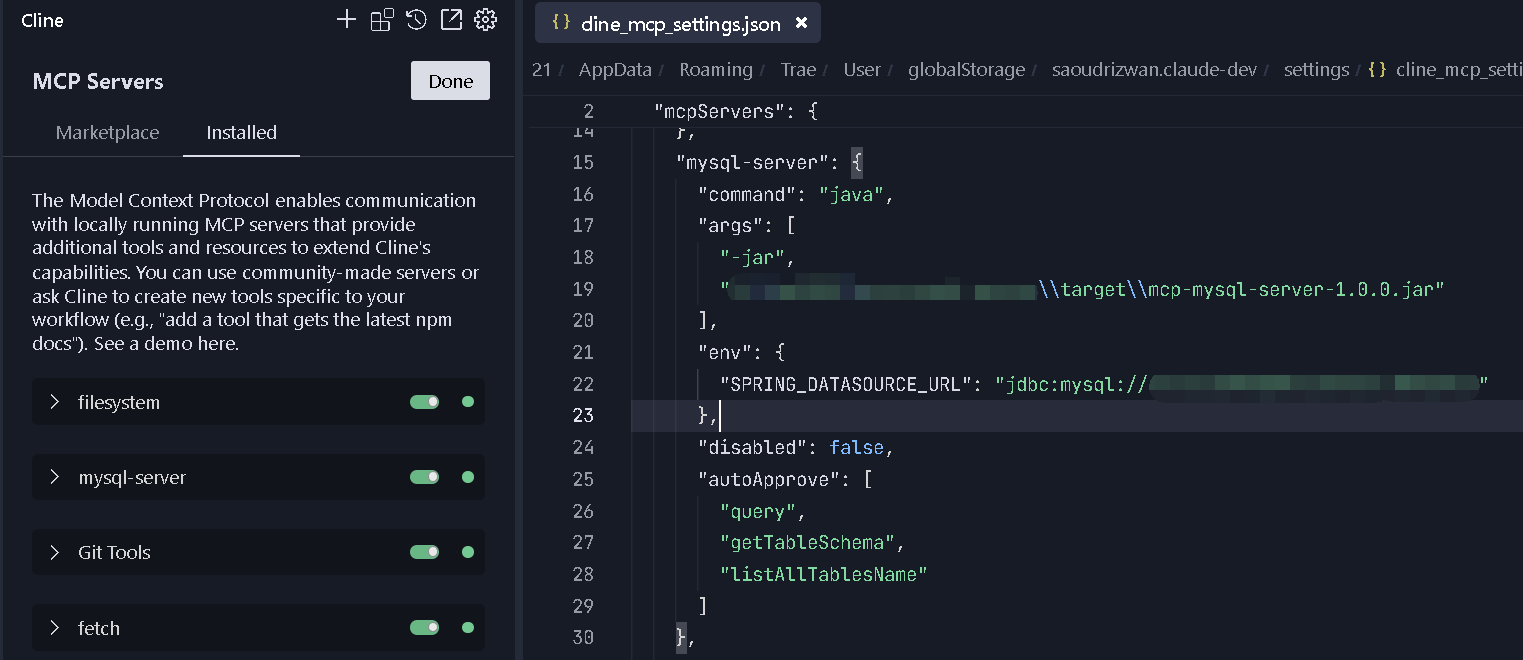 Cline
MCP Servers
Done
Marketplace
Installed
The Model Context Protocol enables communication
with locally running MCP servers that provide
additional tools and resources to extend Cline's
capabilities. You can use community-made servers or
ask Cline to create new tools specific to your
workflow (e.g., "add a tool that gets the latest npm
docs"). See a demo here.
filesystem
mysql-server
Git Tools
fetch
{} cline_mcp_settings.json ×
21 / AppData / Roaming / Trae / User / globalStorage / saoudrizwan.claude-dev / settings / {} cline_mcp_setti
2 "mcpServers": {
14 },
15 "mysql-server": {
16 "command": "java",
17 "args": [
18 "-jar",
19 "\\target\\mcp-mysql-server-1.0.0.jar"
20 ],
21 "env": {
22 "SPRING_DATASOURCE_URL": "jdbc:mysql://"
23 },
24 "disabled": false,
25 "autoApprove": [
26 "query",
27 "getTableSchema",
28 "listAllTablesName"
29 ]
30 },